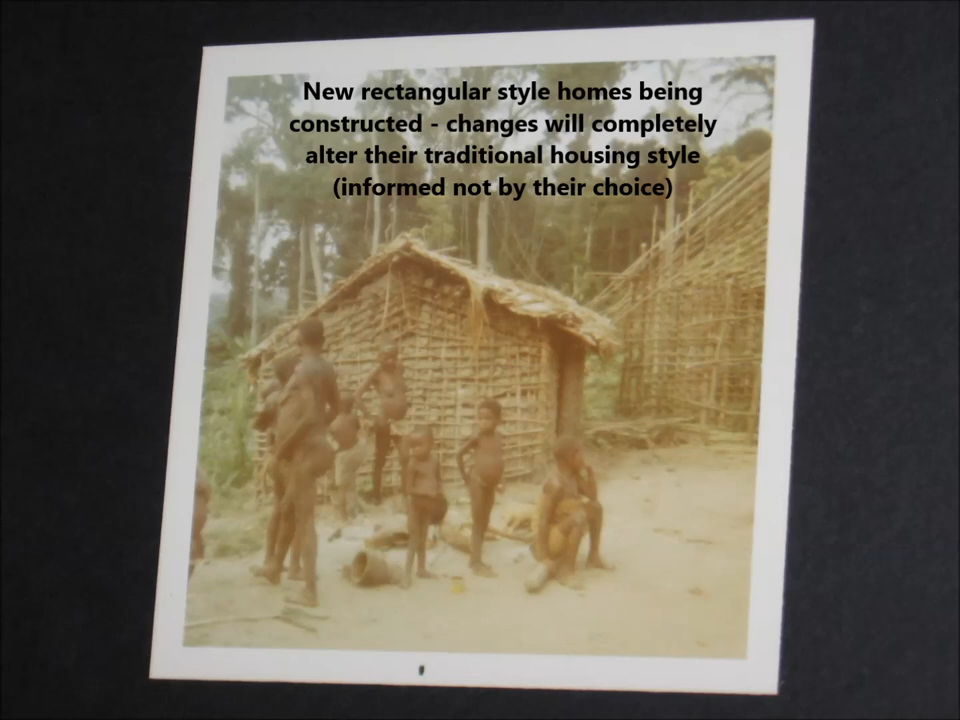 New rectangular style homes being
constructed - changes will completely
alter their traditional housing style
(informed not by their choice)